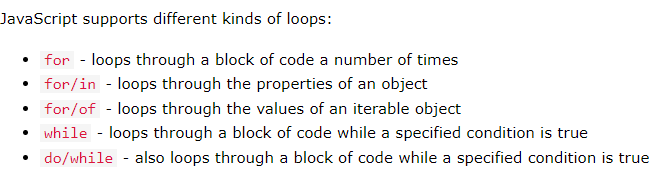 JavaScript supports different kinds of loops:
• for - loops through a block of code a number of times
• for/in - loops through the properties of an object
• for/of - loops through the values of an iterable object
• while - loops through a block of code while a specified condition is true
• do/while - also loops through a block of code while a specified condition is true